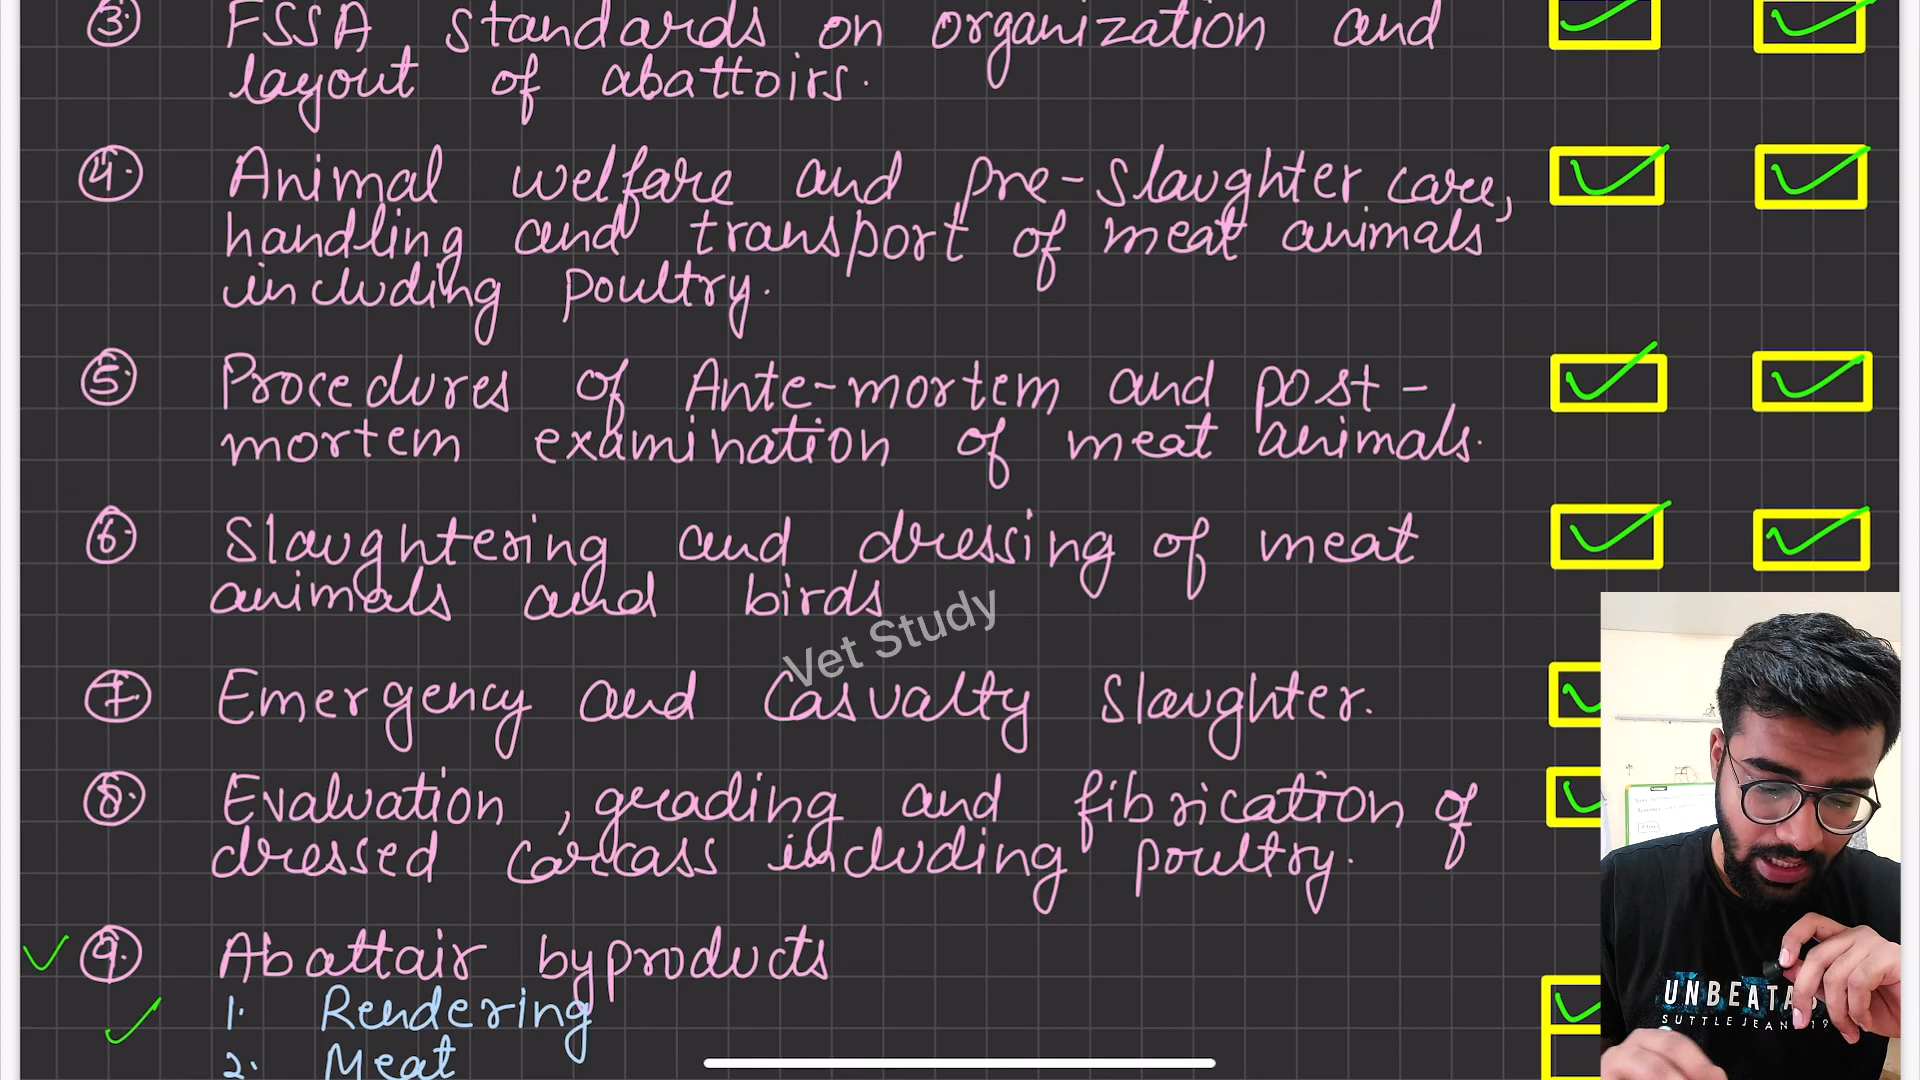 3. FSSA standards on organization and
layout of abattoirs.
4. Animal welfare and pre-slaughter care,
handling and transport of meat animals
including poultry.
5. Procedures of Ante-mortem and post-
mortem examination of meat animals.
6. Slaughtering and dressing of meat
animals and birds
Vet Study
7. Emergency and Casualty Slaughter.
8. Evaluation, grading and fibrication of
dressed carcass including poultry.
9. Abattair byproducts
1. Rendering
2. Meat
SUTTLE JEAN